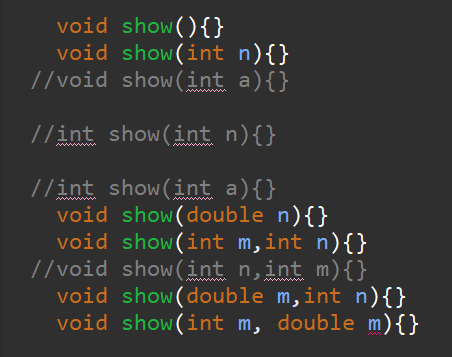 void show(){}
void show(int n){}
//void show(int a){}
//int show(int n){}
//int show(int a){}
void show(double n){}
void show(int m,int n){}
//void show(int n,int m){}
void show(double m,int n){}
void show(int m, double m){}